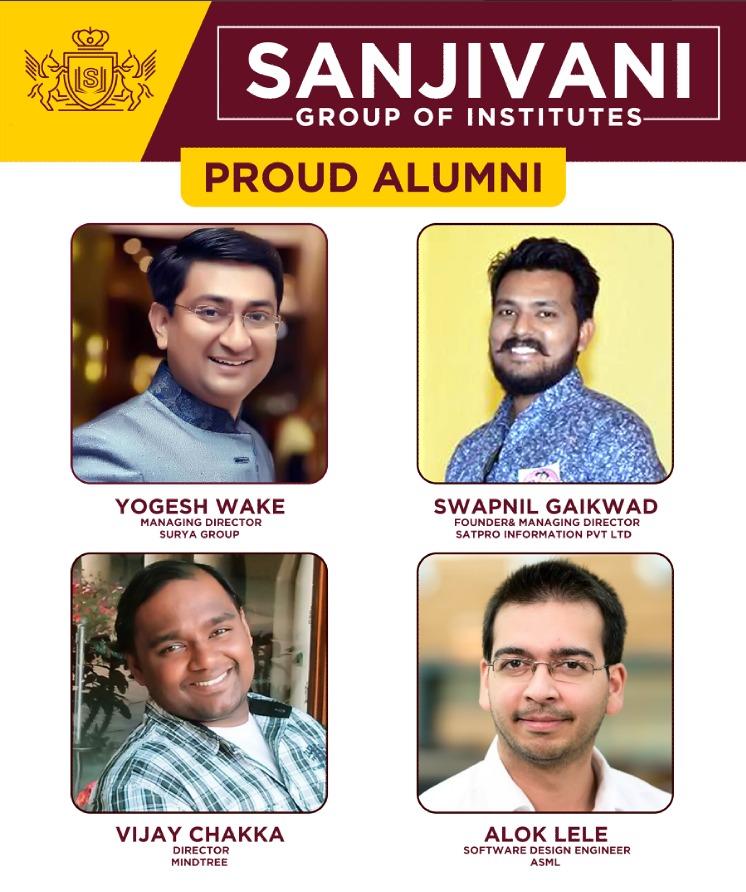 SANJIVANI
GROUP OF INSTITUTES
PROUD ALUMNI
YOGESH WAKE
MANAGING DIRECTOR
SURYA GROUP
SWAPNIL GAIKWAD
FOUNDER& MANAGING DIRECTOR
SATPRO INFORMATION PVT LTD
VIJAY CHAKKA
DIRECTOR
MINDTREE
ALOK LELE
SOFTWARE DESIGN ENGINEER
ASML